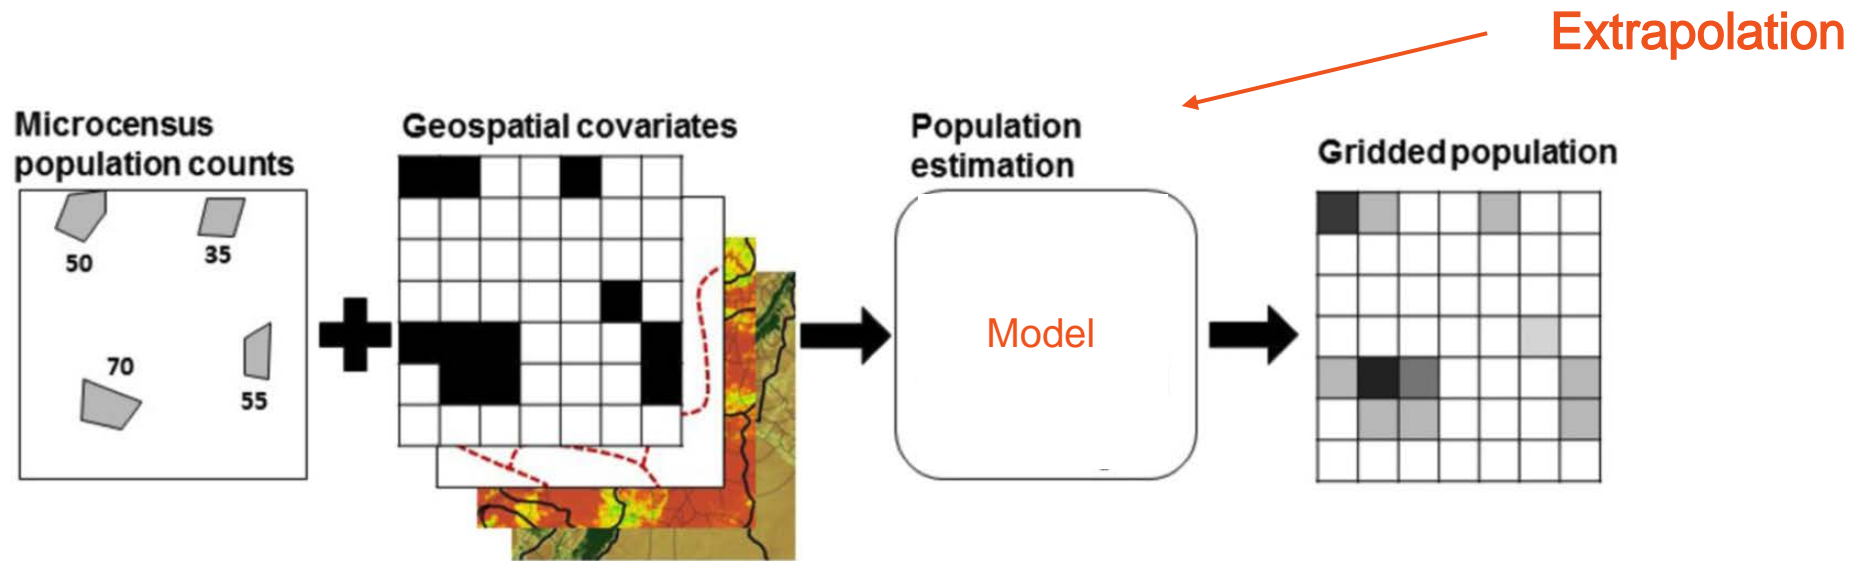 Extrapolation
Microcensus
population counts
50
35
70
55
Geospatial covariates
Population
estimation
Model
Gridded population